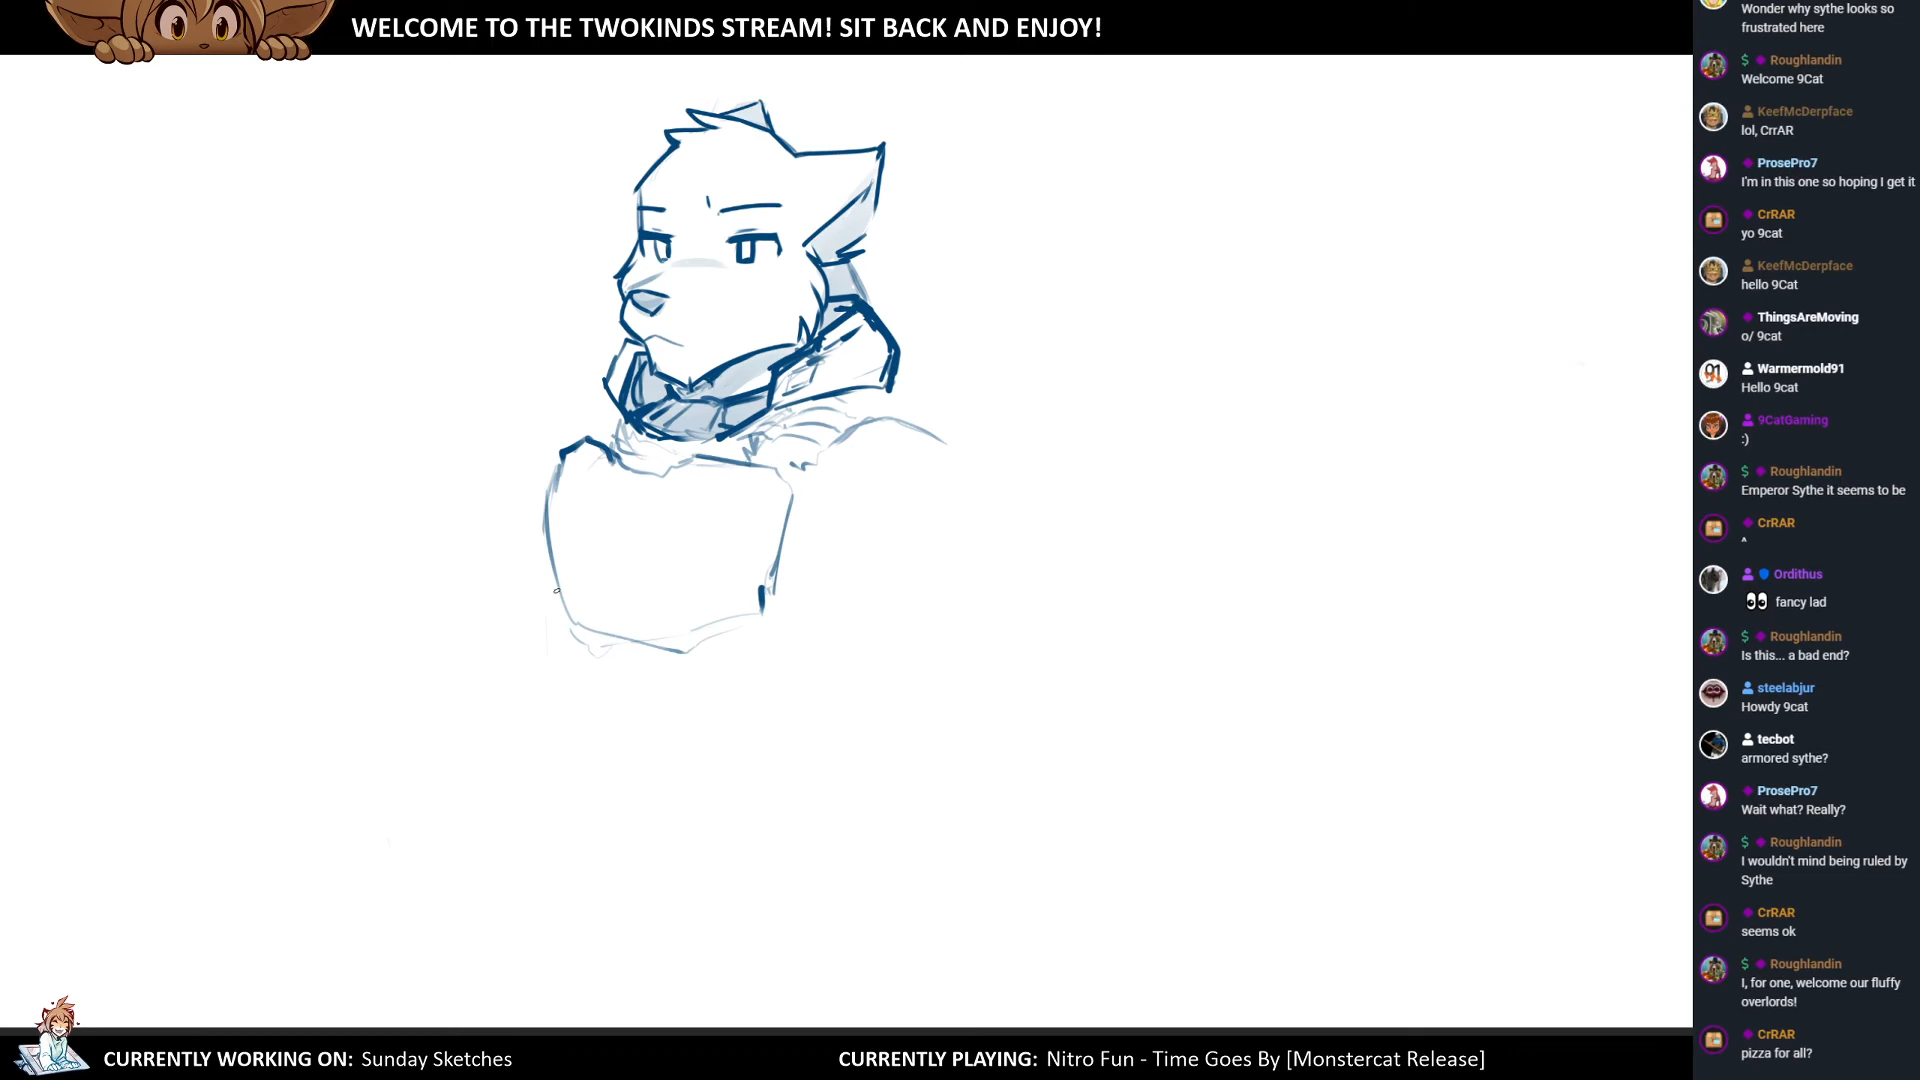 WELCOME TO THE TWOKINDS STREAM! SIT BACK AND ENJOY!
Wonder why sythe looks so
frustrated here
$ Roughlandin
Welcome 9Cat
KeefMcDerpface
lol, CrrAR
ProsePro7
I'm in this one so hoping I get it
CrRAR
yo 9cat
KeefMcDerpface
hello 9Cat
ThingsAreMoving
o/ 9cat
01
Warmermold91
Hello 9cat
9CatGaming
:)
$ Roughlandin
Emperor Sythe it seems to be
CrRAR
^
Ordithus
fancy lad
$ Roughlandin
Is this... a bad end?
steelabjur
Howdy 9cat
tecbot
armored sythe?
ProsePro7
Wait what? Really?
$ Roughlandin
I wouldn't mind being ruled by
Sythe
CrRAR
seems ok
$ Roughlandin
I, for one, welcome our fluffy
overlords!
CrRAR
pizza for all?
CURRENTLY WORKING ON: Sunday Sketches
CURRENTLY PLAYING: Nitro Fun - Time Goes By [Monstercat Release]